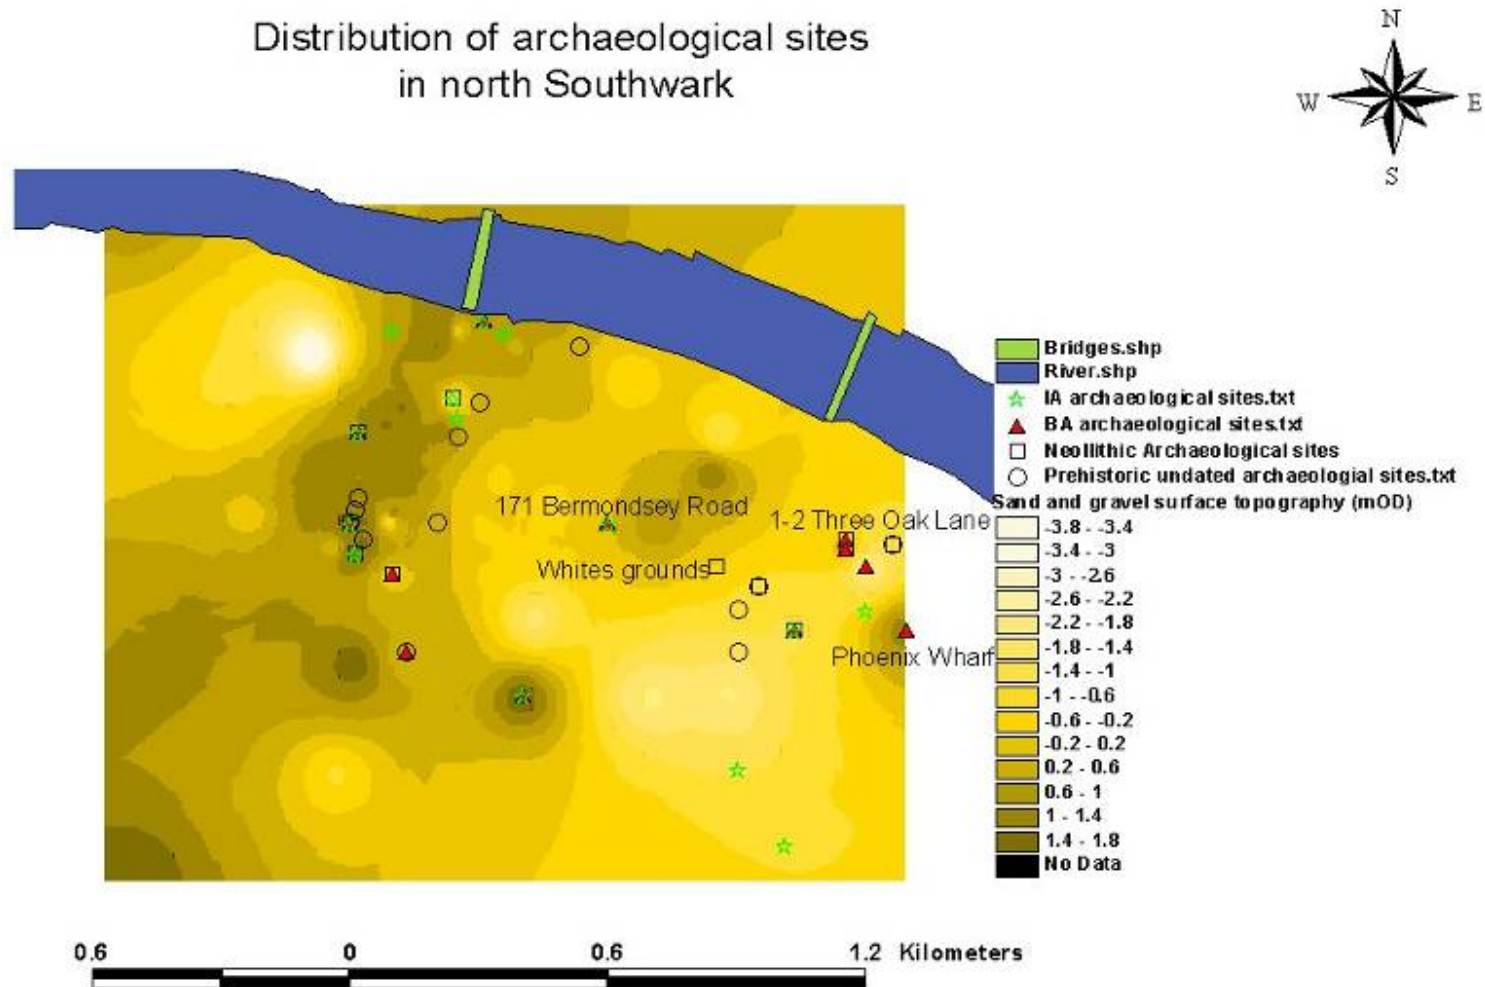 Distribution of archaeological sites
in north Southwark
N
W
E
S
Bridges.shp
River.shp
IA archaeological sites.txt
BA archaeological sites.txt
Neollithic Archaeological sites
Prehistoric undated archaeologial sites.txt
Sand and gravel surface topography (mOD)
-3.8 - -3.4
-3.4 - -3
-3 - -2.6
-2.6 - -2.2
-2.2 - -1.8
-1.8 - -1.4
-1.4 - -1
-1 - -0.6
-0.6 - -0.2
-0.2 - 0.2
0.2 - 0.6
0.6 - 1
1 - 1.4
1.4 - 1.8
No Data
171 Bermondsey Road
1-2 Three Oak Lane
Whites grounds
Phoenix Wharf
0.6 0 0.6 1.2 Kilometers